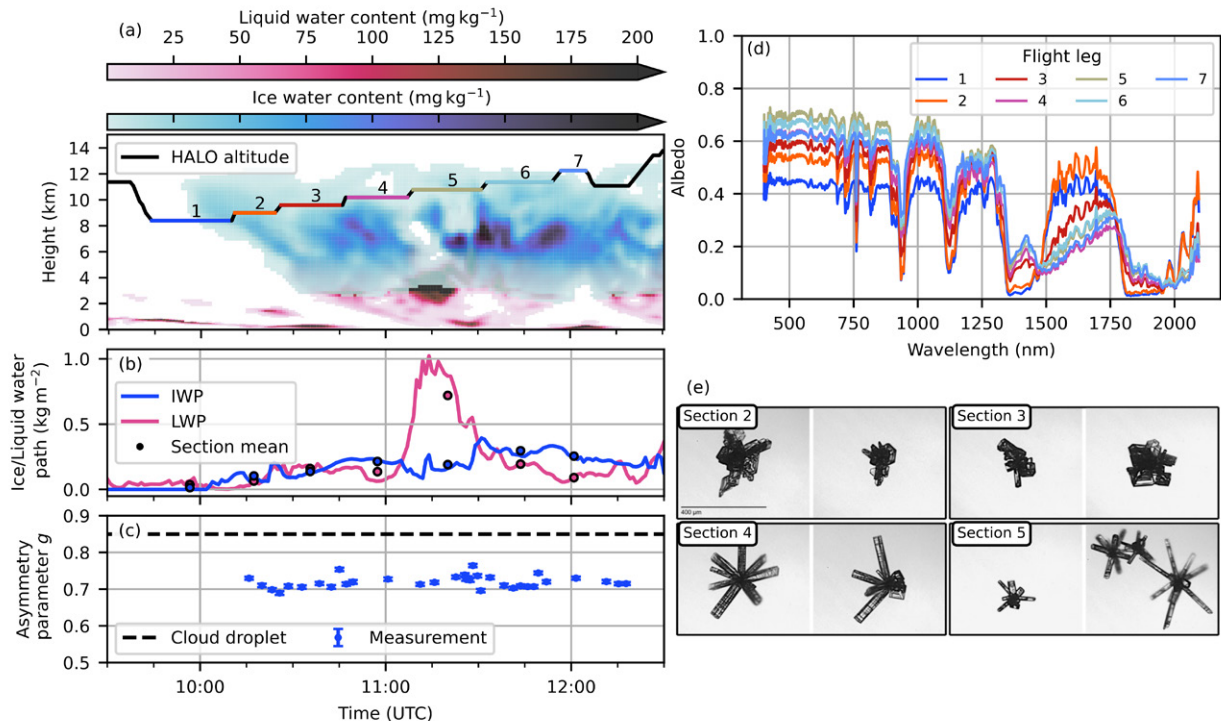 (a)
Liquid water content (mg kg⁻¹)
25 50 75 100 125 150 175 200
Ice water content (mg kg⁻¹)
HALO altitude
1 2 3 4 5 6 7
Height (km)
14
12
10
8
6
4
2
0
(b)
IWP
LWP
Section mean
Ice/Liquid water
path (kg m⁻²)
1.0
0.5
0.0
(c)
Asymmetry
parameter g
0.9
0.8
0.7
0.6
0.5
Cloud droplet Measurement
10:00 11:00 12:00
Time (UTC)
(d)
Flight leg
1 3 5 7
2 4 6
Albedo
1.0
0.8
0.6
0.4
0.2
0.0
500 750 1000 1250 1500 1750 2000
Wavelength (nm)
(e)
Section 2
400 µm
Section 3
Section 4
Section 5